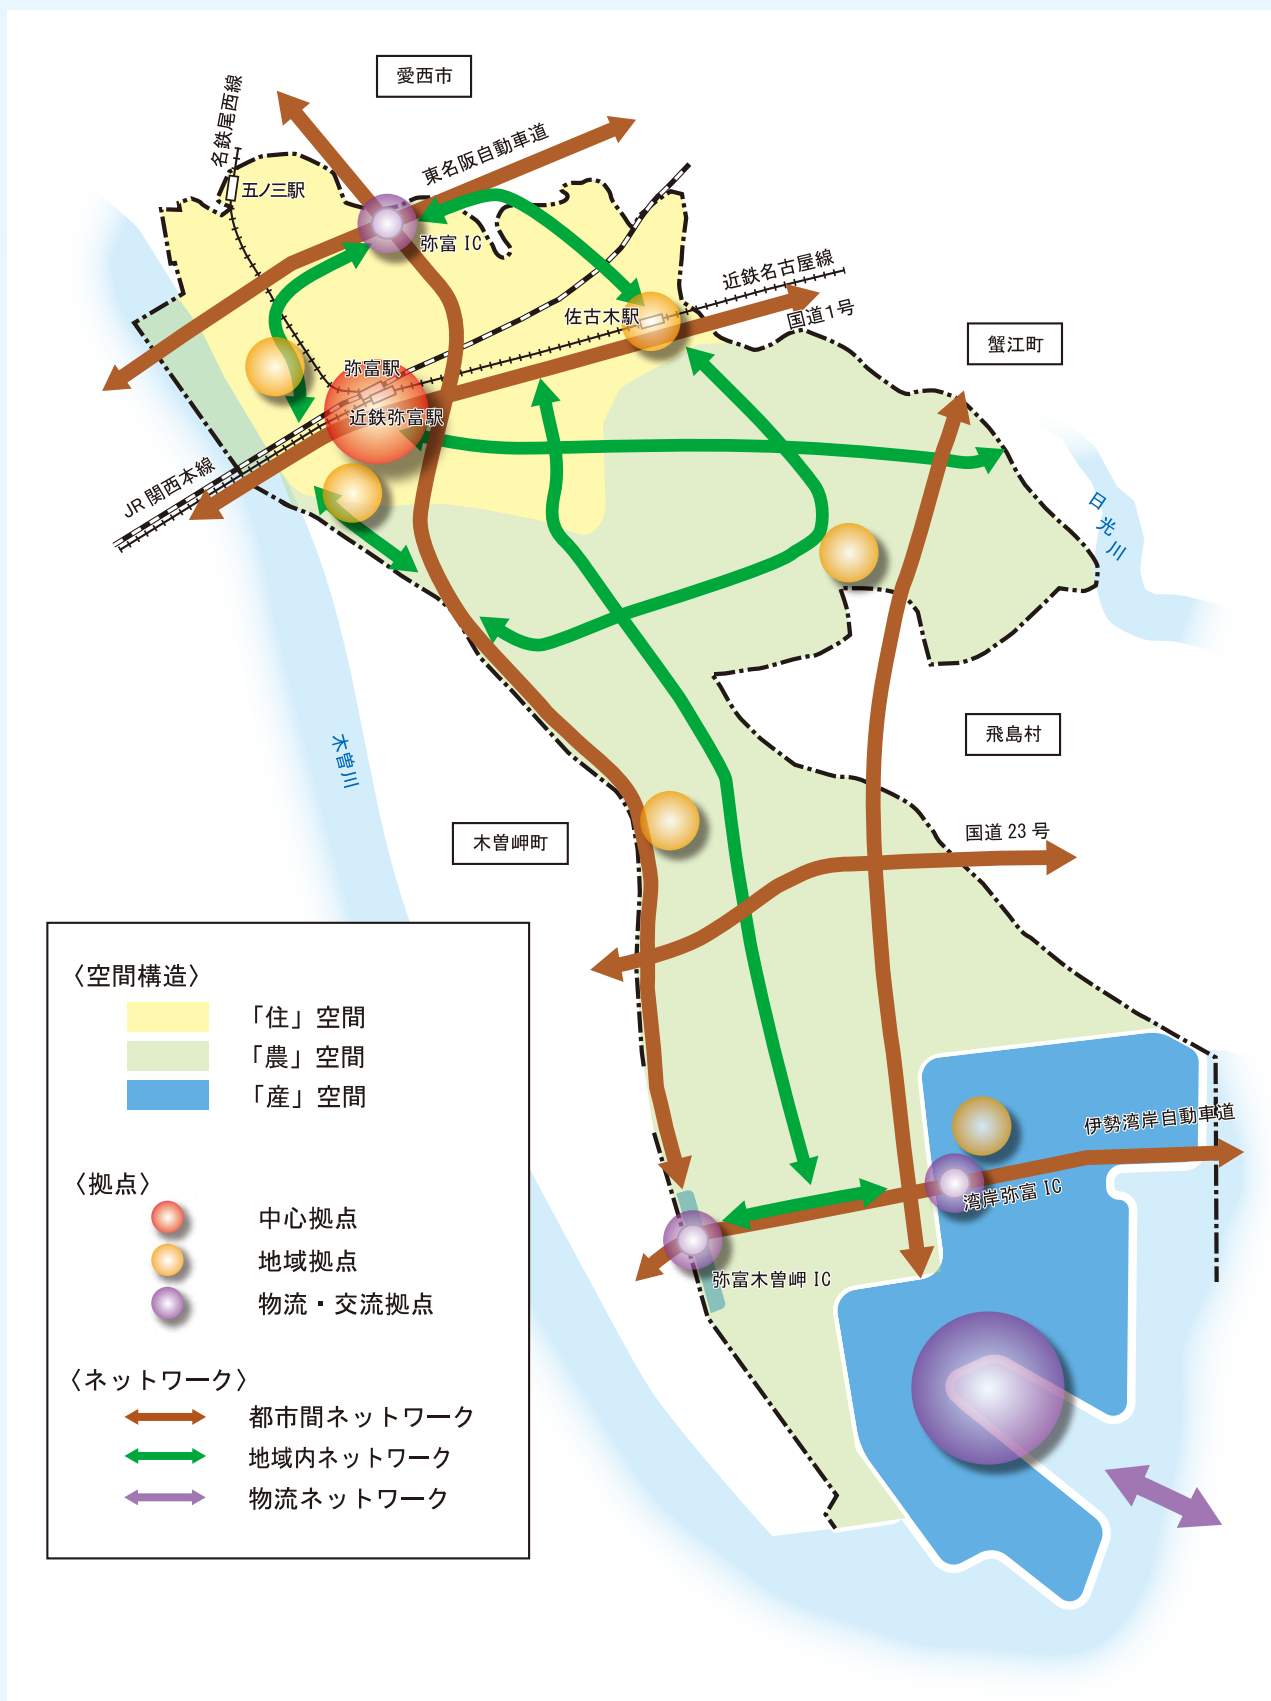 愛西市
名鉄尾西線
東名阪自動車道
五ノ三駅
弥富 IC
近鉄名古屋線
佐古木駅
国道1号
蟹江町
弥富駅
近鉄弥富駅
JR 関西本線
日光川
木曽川
飛島村
国道 23 号
木曽岬町
〈空間構造〉
「住」空間
「農」空間
「産」空間
伊勢湾岸自動車道
湾岸弥富 IC
弥富木曽岬 IC
〈拠点〉
中心拠点
地域拠点
物流・交流拠点
〈ネットワーク〉
都市間ネットワーク
地域内ネットワーク
物流ネットワーク